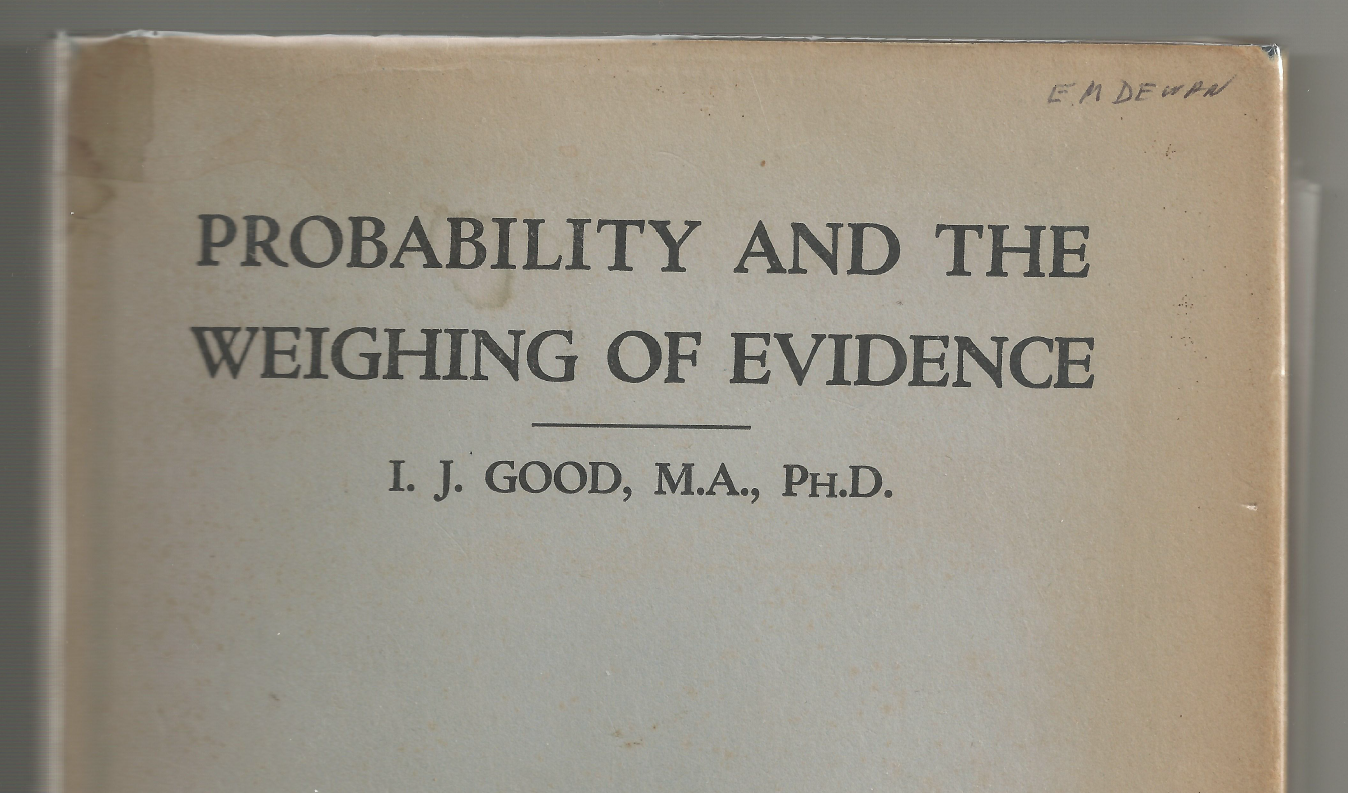 E M DEWAN
PROBABILITY AND THE
WEIGHING OF EVIDENCE
I. J. GOOD, M.A., PH.D.